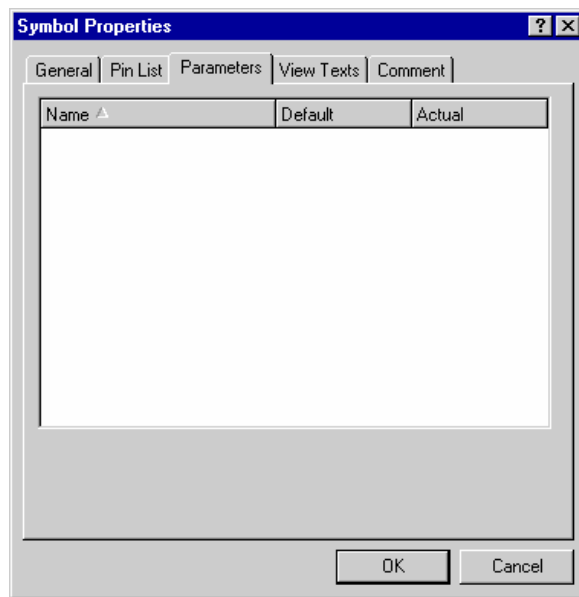 Symbol Properties
General Pin List Parameters View Texts Comment
Name Default Actual
OK Cancel